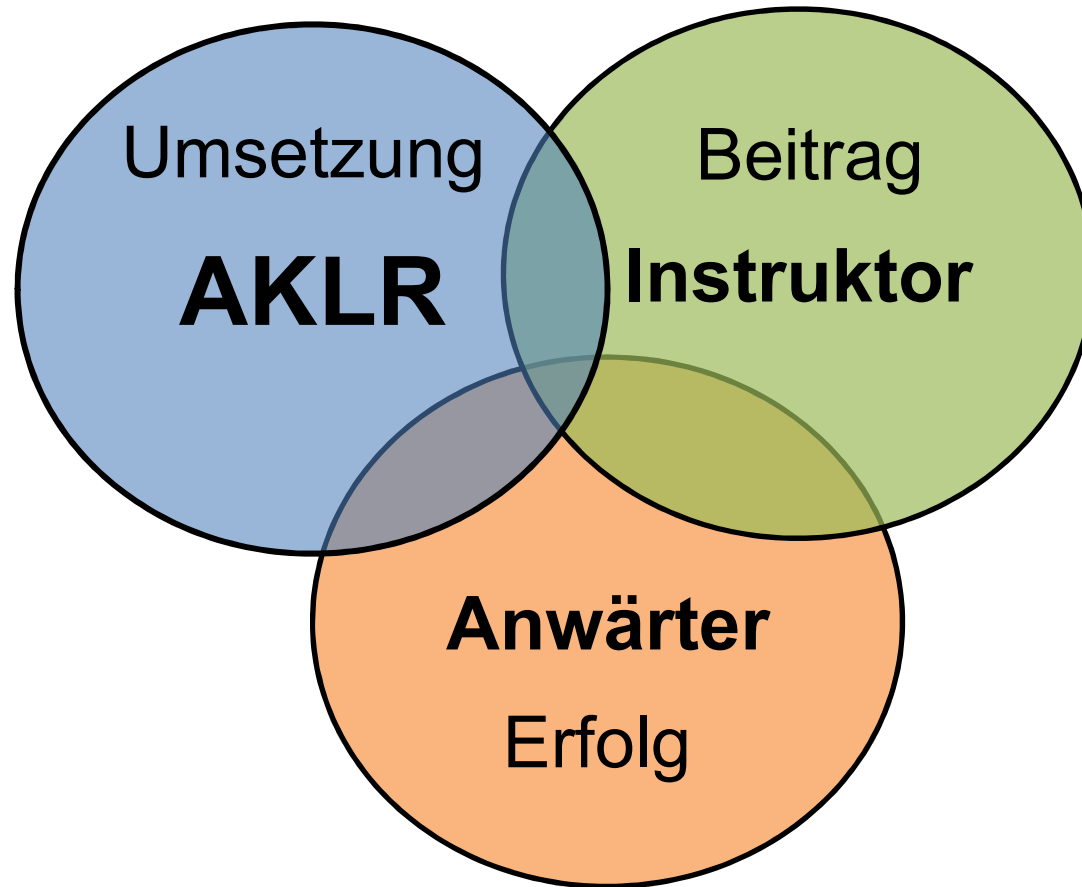 Umsetzung
AKLR
Beitrag
Instruktor
Anwärter
Erfolg